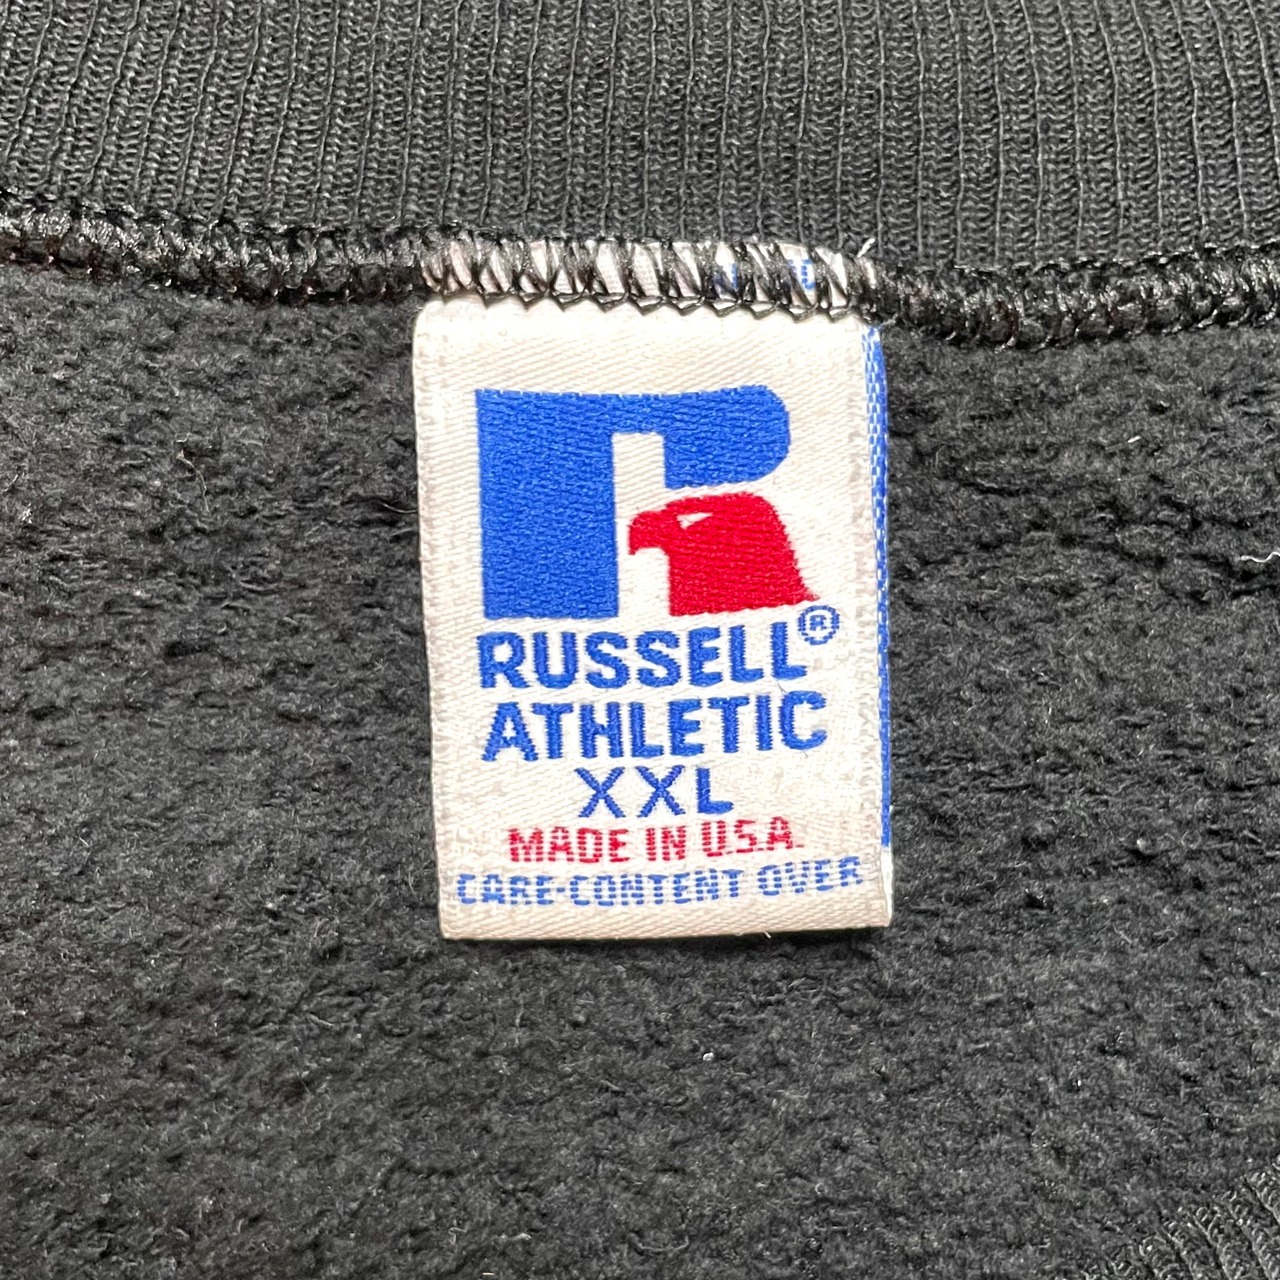 RUSSELL®
ATHLETIC
XXL
MADE IN U.S.A.
CARE-CONTENT OVER